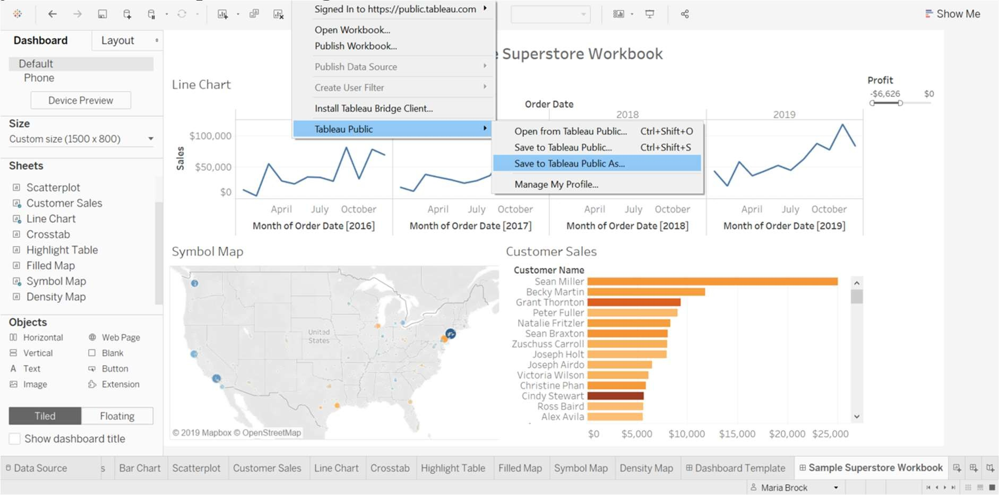 Signed In to https://public.tableau.com
Show Me
Dashboard
Layout
Default
Phone
Device Preview
Size
Custom size (1500 x 800)
Sheets
Scatterplot
Customer Sales
Line Chart
Crosstab
Highlight Table
Filled Map
Symbol Map
Density Map
Objects
Horizontal
Web Page
Vertical
Blank
A Text
Button
Image
Extension
Tiled
Floating
Show dashboard title
Open Workbook...
Publish Workbook...
Publish Data Source
Create User Filter
Install Tableau Bridge Client...
Tableau Public
Open from Tableau Public... Ctrl+Shift+O
Save to Tableau Public... Ctrl+Shift+S
Save to Tableau Public As...
Manage My Profile...
Superstore Workbook
Line Chart
Profit
-$6,626 $0
Order Date
2018 2019
Sales
$100,000
$50,000
$0
April July October April July October April July October April July October
Month of Order Date [2016] Month of Order Date [2017] Month of Order Date [2018] Month of Order Date [2019]
Symbol Map
United
States
© 2019 Mapbox © OpenStreetMap
Customer Sales
Customer Name
Sean Miller
Becky Martin
Grant Thornton
Peter Fuller
Natalie Fritzler
Sean Braxton
Zuschuss Carroll
Joseph Holt
Joseph Airdo
Victoria Wilson
Christine Phan
Cindy Stewart
Ross Baird
Alex Avila
$0 $5,000 $10,000 $15,000 $20,000 $25,000
Data Source s Bar Chart Scatterplot Customer Sales Line Chart Crosstab Highlight Table Filled Map Symbol Map Density Map Dashboard Template Sample Superstore Workbook
Maria Brock